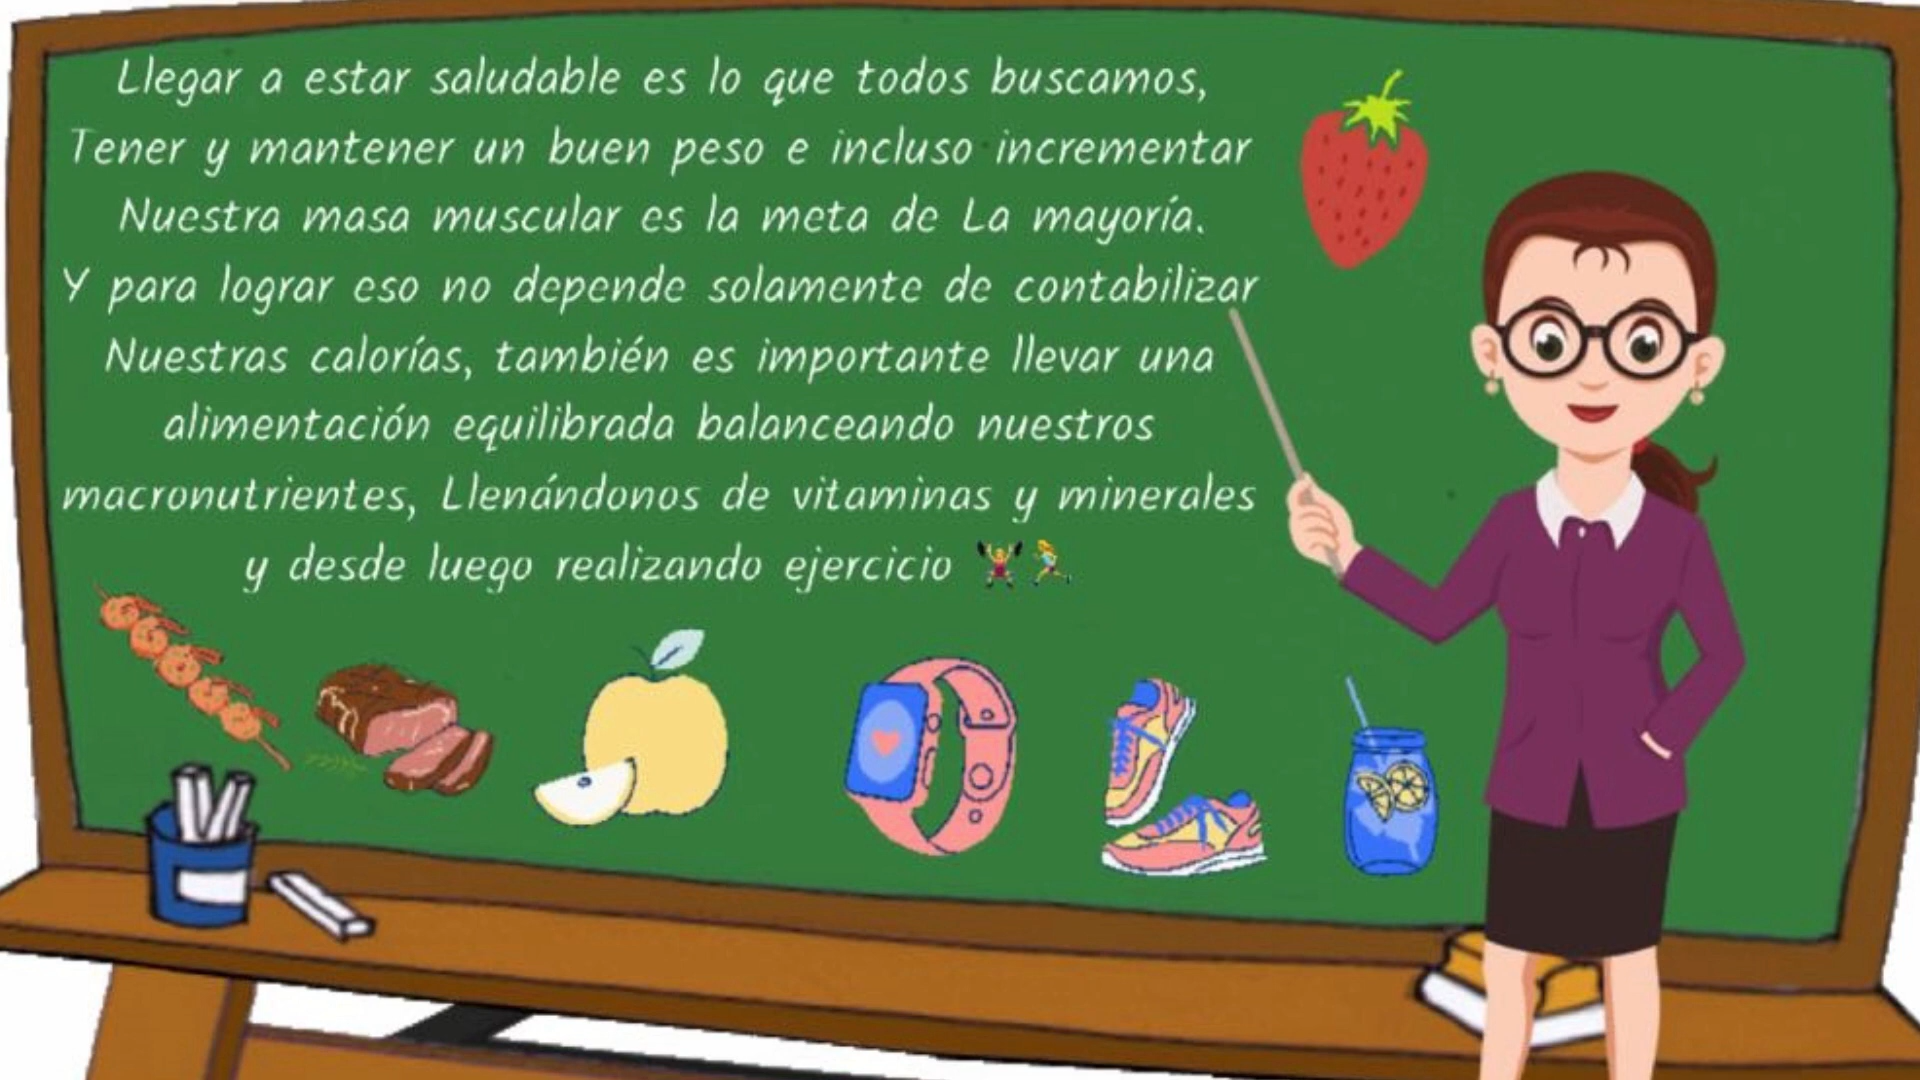 Llegar a estar saludable es lo que todos buscamos,
Tener y mantener un buen peso e incluso incrementar
Nuestra masa muscular es la meta de La mayoría.
Y para lograr eso no depende solamente de contabilizar
Nuestras calorías, también es importante llevar una
alimentación equilibrada balanceando nuestros
macronutrientes, Llenándonos de vitaminas y minerales
y desde luego realizando ejercicio 🏋️‍♀️🏃‍♀️